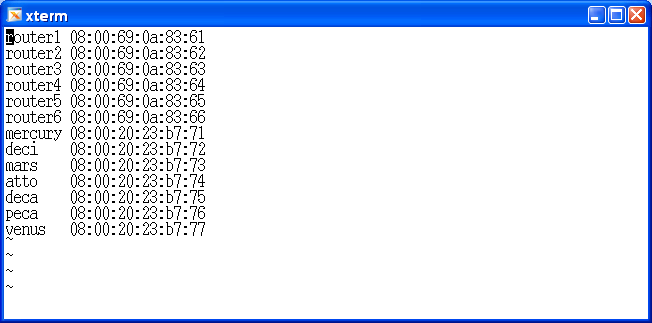 xterm
router1 08:00:69:0a:83:61
router2 08:00:69:0a:83:62
router3 08:00:69:0a:83:63
router4 08:00:69:0a:83:64
router5 08:00:69:0a:83:65
router6 08:00:69:0a:83:66
mercury 08:00:20:23:b7:71
deci    08:00:20:23:b7:72
mars    08:00:20:23:b7:73
atto    08:00:20:23:b7:74
deca    08:00:20:23:b7:75
peca    08:00:20:23:b7:76
venus   08:00:20:23:b7:77
~
~
~
~